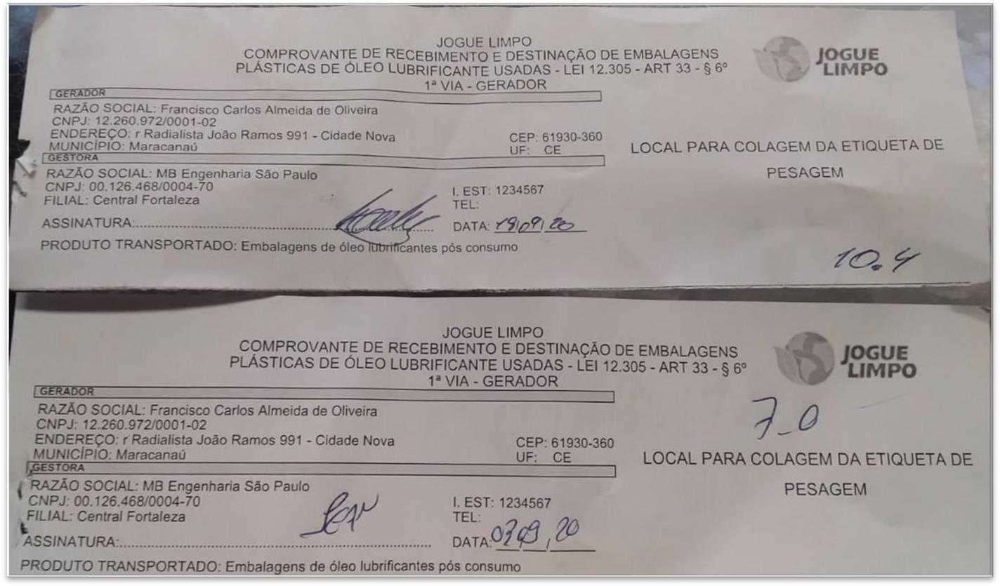 JOGUE LIMPO
COMPROVANTE DE RECEBIMENTO E DESTINAÇÃO DE EMBALAGENS
PLÁSTICAS DE ÓLEO LUBRIFICANTE USADAS - LEI 12.305 - ART 33 - § 6º
1ª VIA - GERADOR
JOGUE
LIMPO
GERADOR
RAZÃO SOCIAL: Francisco Carlos Almeida de Oliveira
CNPJ: 12.260.972/0001-02
ENDEREÇO: r Radialista João Ramos 991 - Cidade Nova CEP: 61930-360
MUNICÍPIO: Maracanaú UF: CE
LOCAL PARA COLAGEM DA ETIQUETA DE
PESAGEM
GESTORA
RAZÃO SOCIAL: MB Engenharia São Paulo
CNPJ: 00.126.468/0004-70 I. EST: 1234567
FILIAL: Central Fortaleza TEL:
ASSINATURA: DATA: 19/09/20
PRODUTO TRANSPORTADO: Embalagens de óleo lubrificantes pós consumo
10.4
JOGUE LIMPO
COMPROVANTE DE RECEBIMENTO E DESTINAÇÃO DE EMBALAGENS
PLÁSTICAS DE ÓLEO LUBRIFICANTE USADAS - LEI 12.305 - ART 33 - § 6º
1ª VIA - GERADOR
JOGUE
LIMPO
7_0
GERADOR
RAZÃO SOCIAL: Francisco Carlos Almeida de Oliveira
CNPJ: 12.260.972/0001-02
ENDEREÇO: r Radialista João Ramos 991 - Cidade Nova CEP: 61930-360
MUNICÍPIO: Maracanaú UF: CE
LOCAL PARA COLAGEM DA ETIQUETA DE
PESAGEM
GESTORA
RAZÃO SOCIAL: MB Engenharia São Paulo
CNPJ: 00.126.468/0004-70 I. EST: 1234567
FILIAL: Central Fortaleza TEL:
ASSINATURA: DATA:
PRODUTO TRANSPORTADO: Embalagens de óleo lubrificantes pós consumo